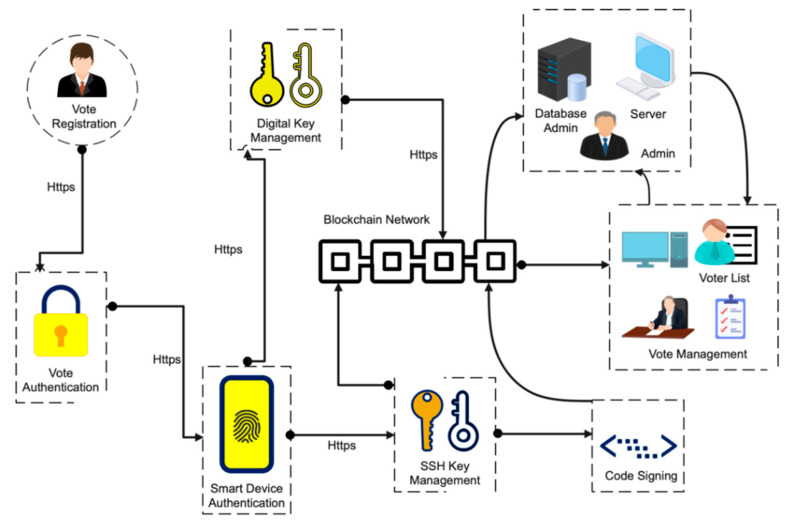 Vote
Registration
Https
Vote
Authentication
Https
Smart Device
Authentication
Https
Digital Key
Management
Https
Blockchain Network
Https
SSH Key
Management
Code Signing
Database
Admin
Server
Admin
Voter List
Vote Management